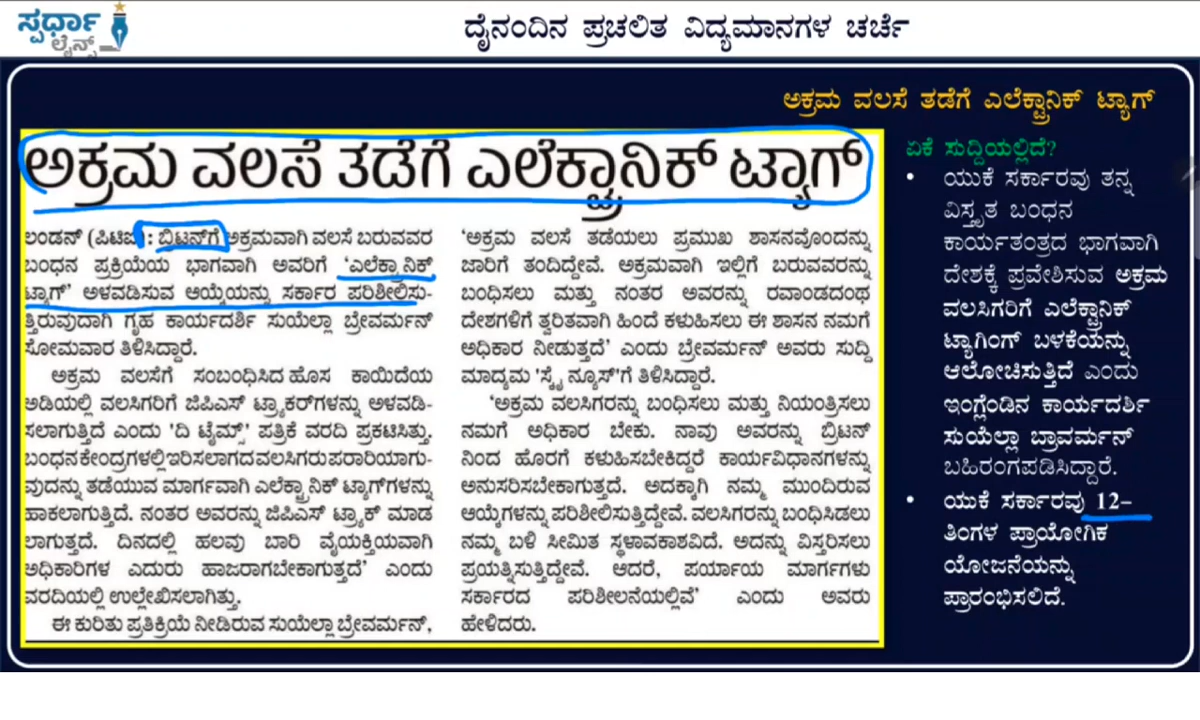 ಸ್ಪರ್ಧಾ
ಲೈನ್ಸ್
ದೈನಂದಿನ ಪ್ರಚಲಿತ ವಿದ್ಯಮಾನಗಳ ಚರ್ಚೆ
ಅಕ್ರಮ ವಲಸೆ ತಡೆಗೆ ಎಲೆಕ್ಟ್ರಾನಿಕ್ ಟ್ಯಾಗ್
ಅಕ್ರಮ ವಲಸೆ ತಡೆಗೆ ಎಲೆಕ್ಟ್ರಾನಿಕ್ ಟ್ಯಾಗ್
ಲಂಡನ್ (ಪಿಟಿಐ): ಬ್ರಿಟನ್‌ಗೆ ಅಕ್ರಮವಾಗಿ ವಲಸೆ ಬರುವವರ
ಬಂಧನ ಪ್ರಕ್ರಿಯೆಯ ಭಾಗವಾಗಿ ಅವರಿಗೆ 'ಎಲೆಕ್ಟ್ರಾನಿಕ್
ಟ್ಯಾಗ್' ಅಳವಡಿಸುವ ಆಯ್ಕೆಯನ್ನು ಸರ್ಕಾರ ಪರಿಶೀಲಿಸು-
ತ್ತಿರುವುದಾಗಿ ಗೃಹ ಕಾರ್ಯದರ್ಶಿ ಸುಯೆಲ್ಲಾ ಬ್ರೇವರ್ಮನ್
ಸೋಮವಾರ ತಿಳಿಸಿದ್ದಾರೆ.
ಅಕ್ರಮ ವಲಸೆಗೆ ಸಂಬಂಧಿಸಿದ ಹೊಸ ಕಾಯಿದೆಯ
ಅಡಿಯಲ್ಲಿ ವಲಸಿಗರಿಗೆ ಜಿಪಿಎಸ್ ಟ್ರ್ಯಾಕರ್‌ಗಳನ್ನು ಅಳವಡಿ-
ಸಲಾಗುತ್ತಿದೆ ಎಂದು 'ದಿ ಟೈಮ್ಸ್' ಪತ್ರಿಕೆ ವರದಿ ಪ್ರಕಟಿಸಿತ್ತು.
ಬಂಧನಕೇಂದ್ರಗಳಲ್ಲಿ ಇರಿಸಲಾಗದ ವಲಸಿಗರು ಪರಾರಿಯಾಗು-
ವುದನ್ನು ತಡೆಯುವ ಮಾರ್ಗವಾಗಿ ಎಲೆಕ್ಟ್ರಾನಿಕ್ ಟ್ಯಾಗ್‌ಗಳನ್ನು
ಹಾಕಲಾಗುತ್ತಿದೆ. ನಂತರ ಅವರನ್ನು ಜಿಪಿಎಸ್ ಟ್ರ್ಯಾಕ್ ಮಾಡ
ಲಾಗುತ್ತದೆ. ದಿನದಲ್ಲಿ ಹಲವು ಬಾರಿ ವೈಯಕ್ತಿಯವಾಗಿ
ಅಧಿಕಾರಿಗಳ ಎದುರು ಹಾಜರಾಗಬೇಕಾಗುತ್ತದೆ' ಎಂದು
ವರದಿಯಲ್ಲಿ ಉಲ್ಲೇಖಿಸಲಾಗಿತ್ತು.
ಈ ಕುರಿತು ಪ್ರತಿಕ್ರಿಯೆ ನೀಡಿರುವ ಸುಯೆಲ್ಲಾ ಬ್ರೇವರ್ಮನ್,
'ಅಕ್ರಮ ವಲಸೆ ತಡೆಯಲು ಪ್ರಮುಖ ಶಾಸನವೊಂದನ್ನು
ಜಾರಿಗೆ ತಂದಿದ್ದೇವೆ. ಅಕ್ರಮವಾಗಿ ಇಲ್ಲಿಗೆ ಬರುವವರನ್ನು
ಬಂಧಿಸಲು ಮತ್ತು ನಂತರ ಅವರನ್ನು ರವಾಂಡದಂಥ
ದೇಶಗಳಿಗೆ ತ್ವರಿತವಾಗಿ ಹಿಂದೆ ಕಳುಹಿಸಲು ಈ ಶಾಸನ ನಮಗೆ
ಅಧಿಕಾರ ನೀಡುತ್ತದೆ' ಎಂದು ಬ್ರೇವರ್ಮನ್ ಅವರು ಸುದ್ದಿ
ಮಾಧ್ಯಮ 'ಸ್ಕೈ ನ್ಯೂಸ್'ಗೆ ತಿಳಿಸಿದ್ದಾರೆ.
'ಅಕ್ರಮ ವಲಸಿಗರನ್ನು ಬಂಧಿಸಲು ಮತ್ತು ನಿಯಂತ್ರಿಸಲು
ನಮಗೆ ಅಧಿಕಾರ ಬೇಕು. ನಾವು ಅವರನ್ನು ಬ್ರಿಟನ್
ನಿಂದ ಹೊರಗೆ ಕಳುಹಿಸಬೇಕಿದ್ದರೆ ಕಾರ್ಯವಿಧಾನಗಳನ್ನು
ಅನುಸರಿಸಬೇಕಾಗುತ್ತದೆ. ಅದಕ್ಕಾಗಿ ನಮ್ಮ ಮುಂದಿರುವ
ಆಯ್ಕೆಗಳನ್ನು ಪರಿಶೀಲಿಸುತ್ತಿದ್ದೇವೆ. ವಲಸಿಗರನ್ನು ಬಂಧಿಸಿಡಲು
ನಮ್ಮ ಬಳಿ ಸೀಮಿತ ಸ್ಥಳಾವಕಾಶವಿದೆ. ಅದನ್ನು ವಿಸ್ತರಿಸಲು
ಪ್ರಯತ್ನಿಸುತ್ತಿದ್ದೇವೆ. ಆದರೆ, ಪರ್ಯಾಯ ಮಾರ್ಗಗಳು
ಸರ್ಕಾರದ ಪರಿಶೀಲನೆಯಲ್ಲಿವೆ' ಎಂದು ಅವರು
ಹೇಳಿದರು.
ಏಕೆ ಸುದ್ದಿಯಲ್ಲಿದೆ?
• ಯುಕೆ ಸರ್ಕಾರವು ತನ್ನ
ವಿಸ್ತೃತ ಬಂಧನ
ಕಾರ್ಯತಂತ್ರದ ಭಾಗವಾಗಿ
ದೇಶಕ್ಕೆ ಪ್ರವೇಶಿಸುವ ಅಕ್ರಮ
ವಲಸಿಗರಿಗೆ ಎಲೆಕ್ಟ್ರಾನಿಕ್
ಟ್ಯಾಗಿಂಗ್ ಬಳಕೆಯನ್ನು
ಆಲೋಚಿಸುತ್ತಿದೆ ಎಂದು
ಇಂಗ್ಲೆಂಡಿನ ಕಾರ್ಯದರ್ಶಿ
ಸುಯೆಲ್ಲಾ ಬ್ರಾವರ್ಮನ್
ಬಹಿರಂಗಪಡಿಸಿದ್ದಾರೆ.
• ಯುಕೆ ಸರ್ಕಾರವು 12–
ತಿಂಗಳ ಪ್ರಾಯೋಗಿಕ
ಯೋಜನೆಯನ್ನು
ಪ್ರಾರಂಭಿಸಲಿದೆ.